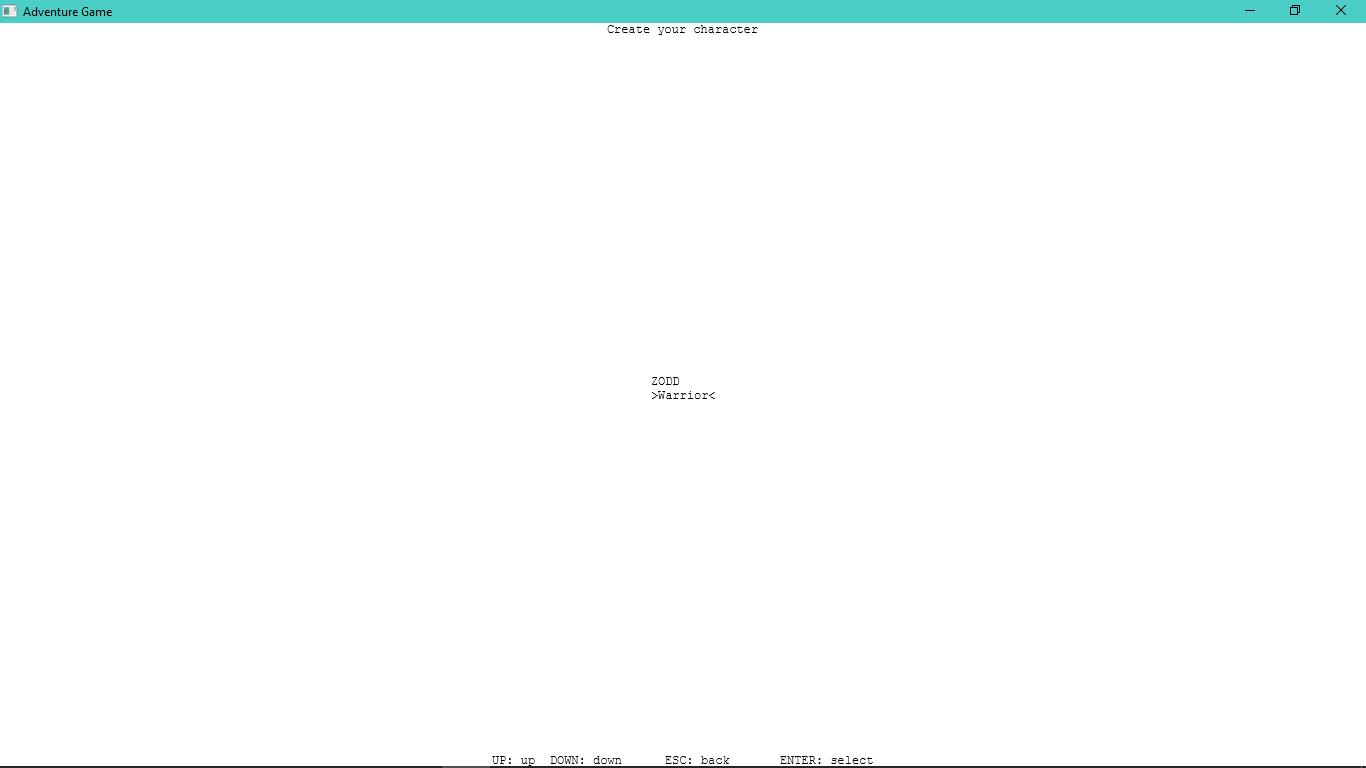 Adventure Game
Create your character
ZODD
>Warrior<
UP: up DOWN: down ESC: back ENTER: select